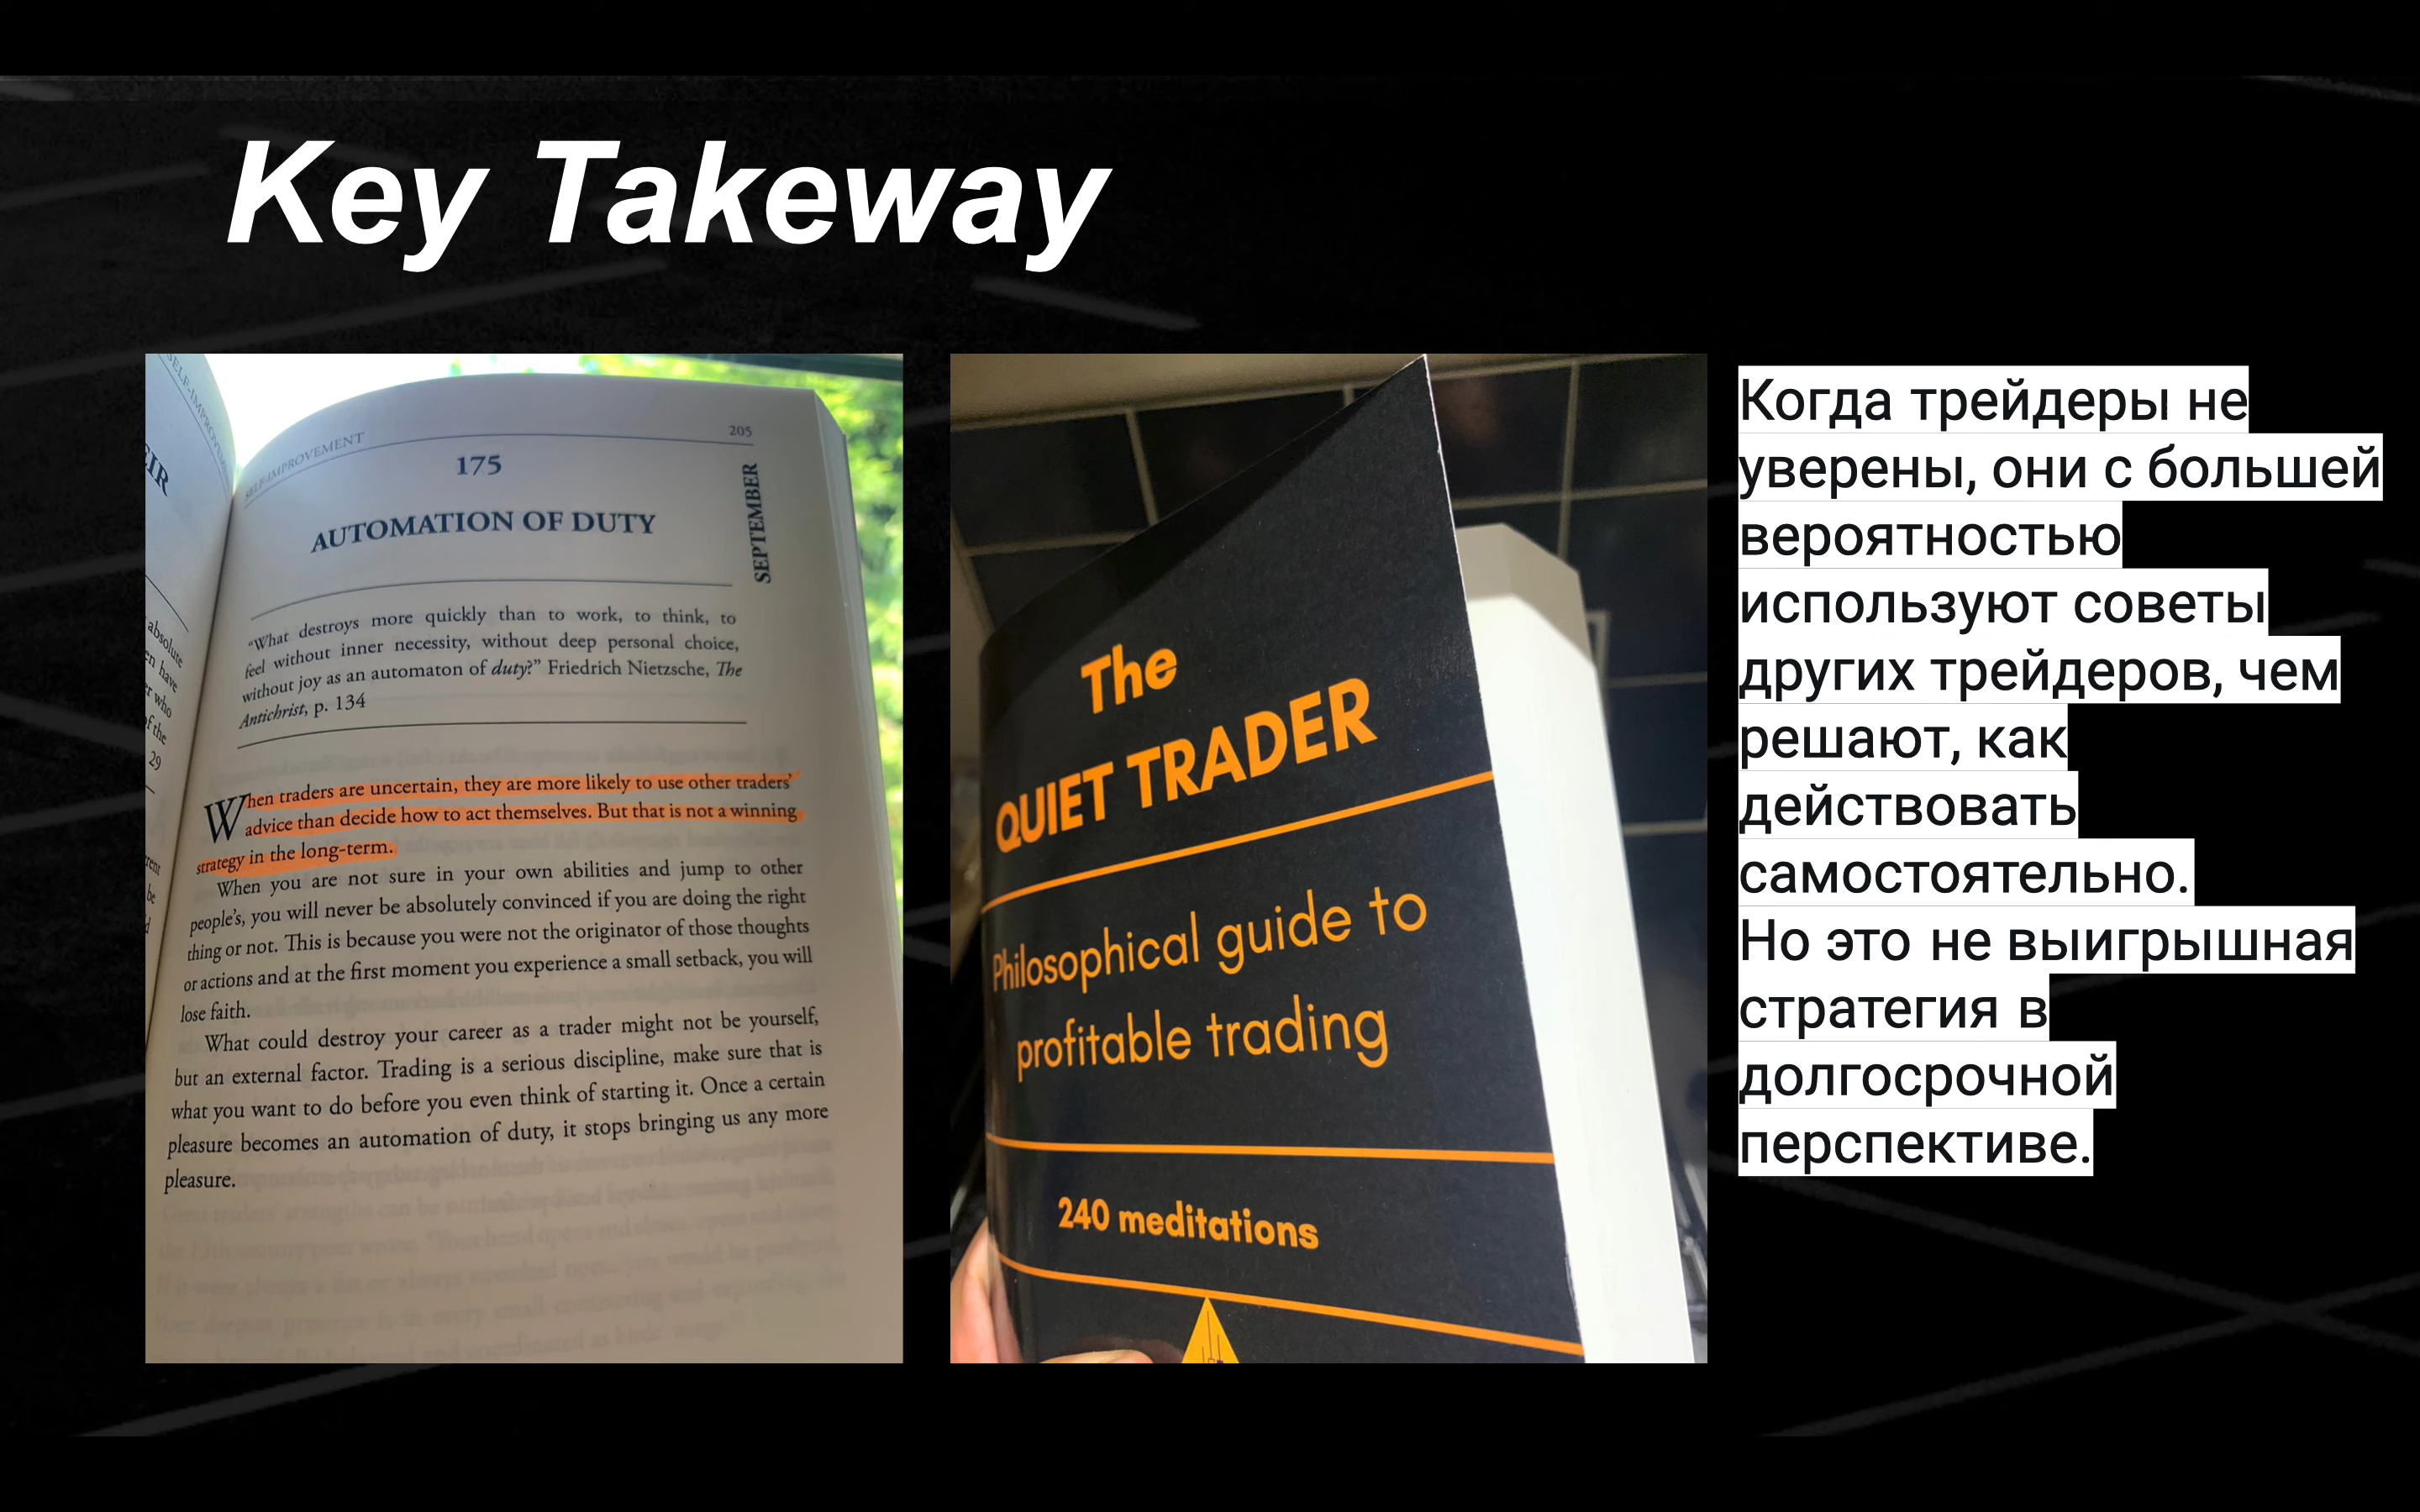 Key Takeway
SELF-IMPROVEMENT
SELF-IMPROVEMENT
205
175
SEPTEMBER
AUTOMATION OF DUTY
"What destroys more quickly than to work, to think, to
feel without inner necessity, without deep personal choice,
without joy as an automaton of duty?" Friedrich Nietzsche, The
Antichrist, p. 134
When traders are uncertain, they are more likely to use other traders'
advice than decide how to act themselves. But that is not a winning
strategy in the long-term.
When you are not sure in your own abilities and jump to other
people's, you will never be absolutely convinced if you are doing the right
thing or not. This is because you were not the originator of those thoughts
or actions and at the first moment you experience a small setback, you will
lose faith.
What could destroy your career as a trader might not be yourself,
but an external factor. Trading is a serious discipline, make sure that is
what you want to do before you even think of starting it. Once a certain
pleasure becomes an automation of duty, it stops bringing us any more
pleasure.
absolute
have
who
of the
29
be
The
QUIET TRADER
Philosophical guide to
profitable trading
240 meditations
Когда трейдеры не
уверены, они с большей
вероятностью
используют советы
других трейдеров, чем
решают, как
действовать
самостоятельно.
Но это не выигрышная
стратегия в
долгосрочной
перспективе.